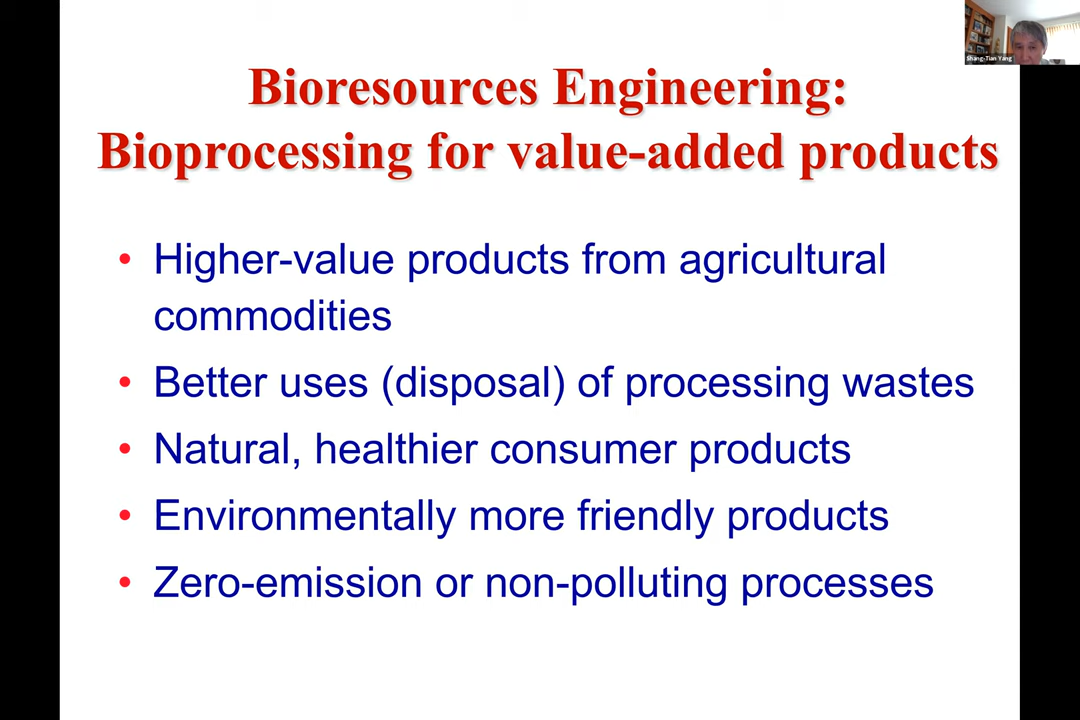 Shang-Tian Yang
Bioresources Engineering:
Bioprocessing for value-added products
• Higher-value products from agricultural
commodities
• Better uses (disposal) of processing wastes
• Natural, healthier consumer products
• Environmentally more friendly products
• Zero-emission or non-polluting processes